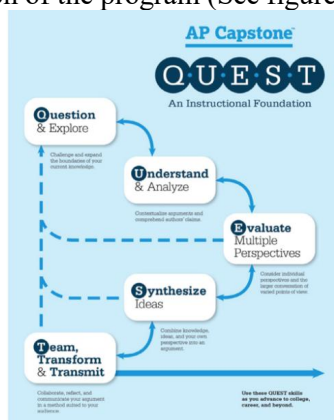 on of the program (See figure
AP Capstone™
QUEST
An Instructional Foundation
Question
& Explore
Challenge and expand
the boundaries of your
current knowledge.
Understand
& Analyze
Contextualize arguments and
comprehend authors' claims.
Evaluate
Multiple
Perspectives
Consider individual
perspectives and the
larger conversation of
varied points of view.
Synthesize
Ideas
Combine knowledge,
ideas, and your own
perspective into an
argument.
Team,
Transform
& Transmit
Collaborate, reflect, and
communicate your argument
in a method suited to your
audience.
Use these QUEST skills
as you advance to college,
career, and beyond.